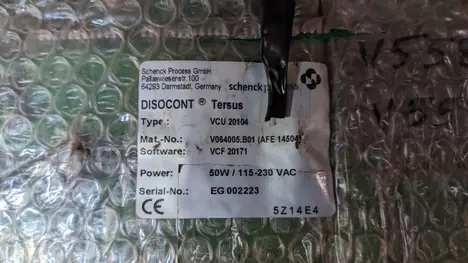 Schenck Process GmbH
Pallaswiesenstr.100
64293 Darmstadt, Germany
schenck
DISOCONT ® Tersus
Type : VCU 20104
Mat.-No.: V064005.B01 (AFE 14504)
Software: VCF 20171
Power: 50W / 115-230 VAC
Serial-No.: EG 002223
CE
5Z14E4